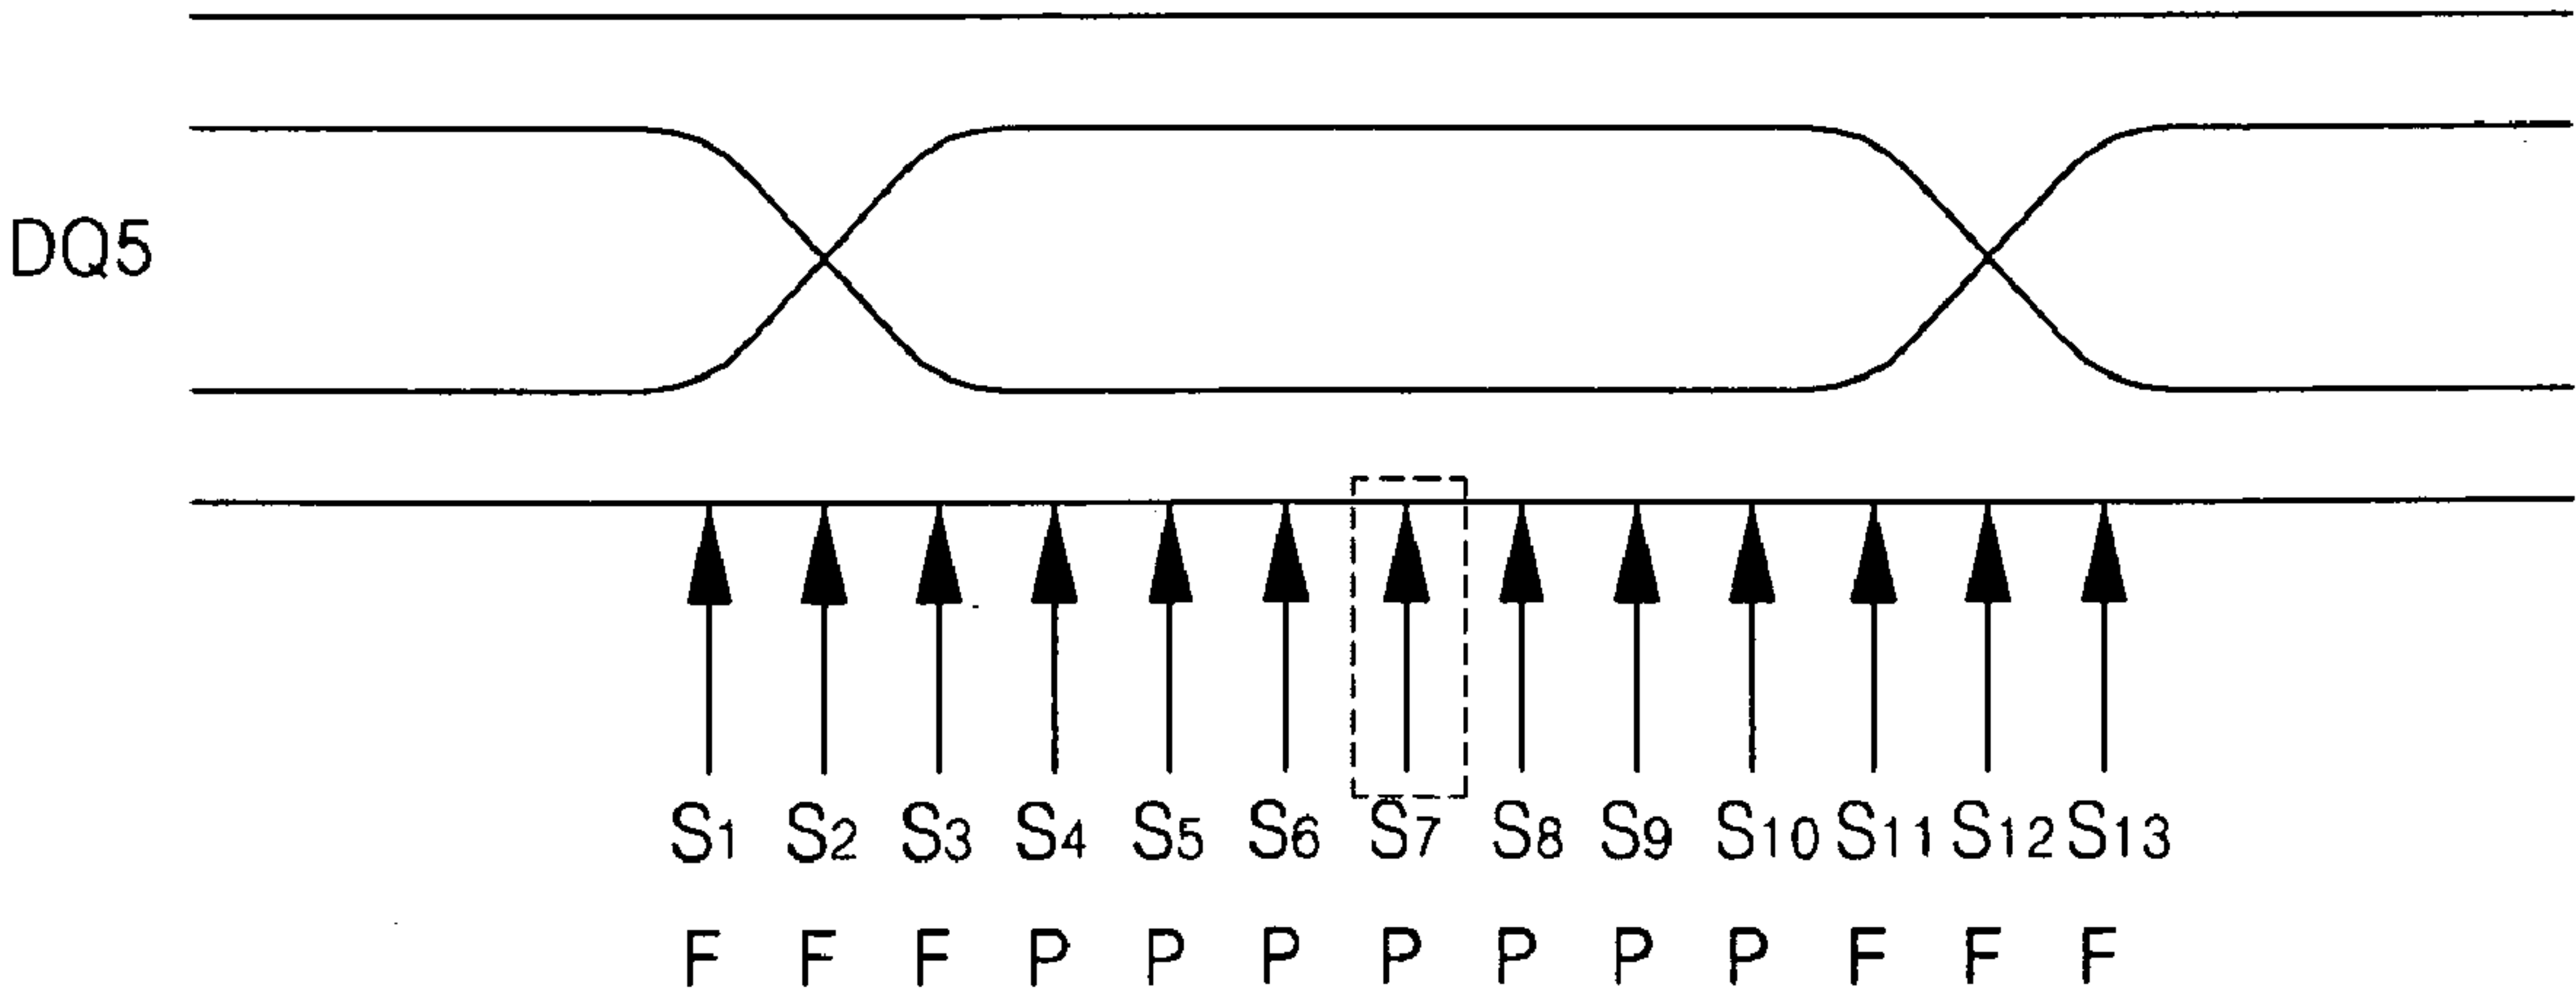 DQ5
S1 S2 S3 S4 S5 S6 S7 S8 S9 S10 S11 S12 S13
F F F P P P P P P P F F F